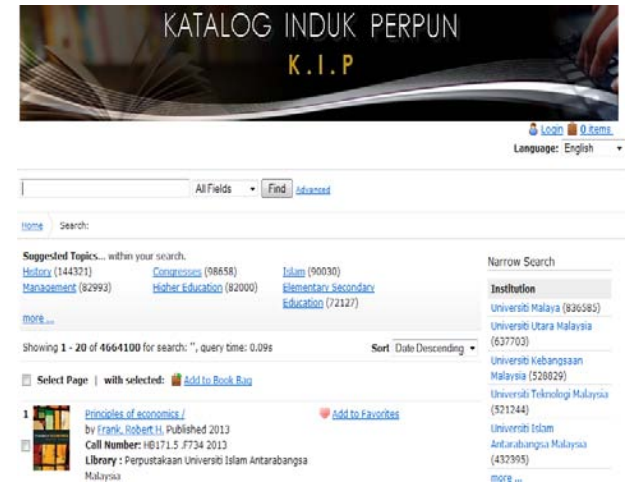 KATALOG INDUK PERPUN
K.I.P
Login 0 items
Language: English
All Fields Find Advanced
Home Search:
Suggested Topics... within your search.
History (144321) Congresses (98658) Islam (90030)
Management (82993) Higher Education (82000) Elementary Secondary
Education (72127)
more ...
Showing 1 - 20 of 4664100 for search: '', query time: 0.09s Sort Date Descending
Select Page | with selected: Add to Book Bag
1 Principles of economics / Add to Favorites
by Frank, Robert H. Published 2013
Call Number: HB171.5 .F734 2013
Library : Perpustakaan Universiti Islam Antarabangsa
Malaysia
Narrow Search
Institution
Universiti Malaya (836585)
Universiti Utara Malaysia
(637703)
Universiti Kebangsaan
Malaysia (528829)
Universiti Teknologi Malaysia
(521244)
Universiti Islam
Antarabangsa Malaysia
(432395)
more ...